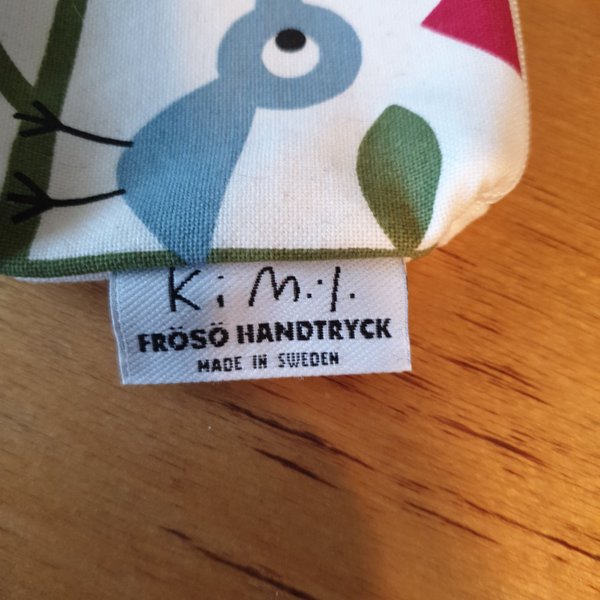 Ki M.:/.
FRÖSÖ HANDTRYCK
MADE IN SWEDEN